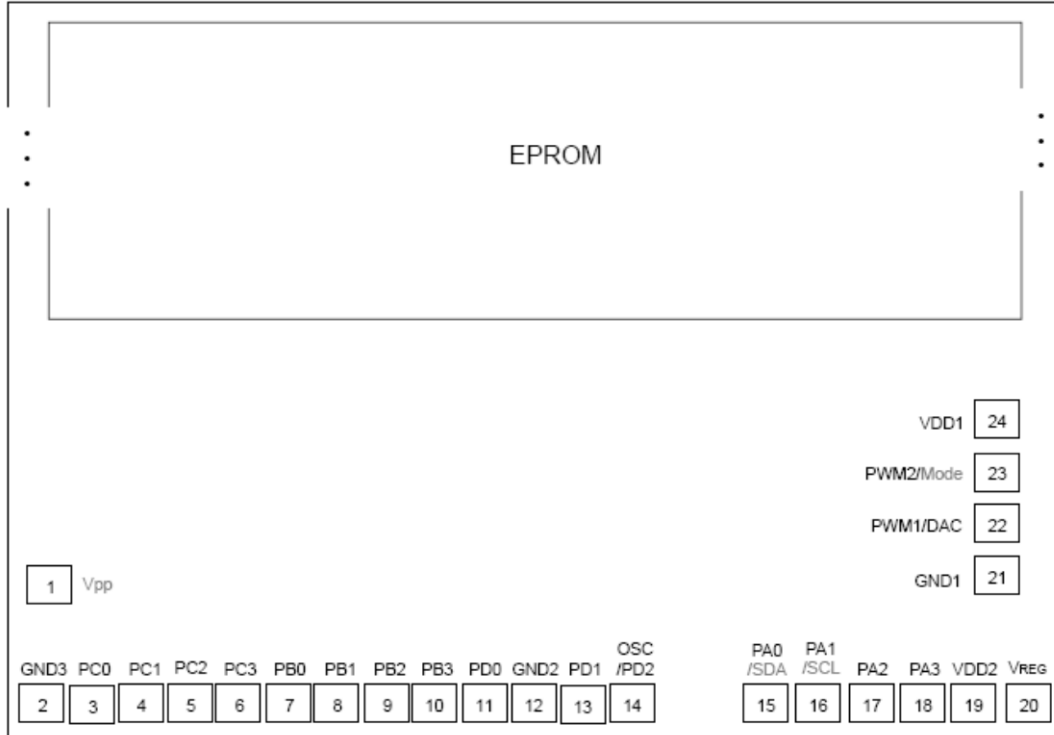 EPROM
VDD1 24
PWM2/Mode 23
PWM1/DAC 22
GND1 21
1 Vpp
OSC PA0 PA1
GND3 PC0 PC1 PC2 PC3 PB0 PB1 PB2 PB3 PD0 GND2 PD1 /PD2 /SDA /SCL PA2 PA3 VDD2 VREG
2 3 4 5 6 7 8 9 10 11 12 13 14 15 16 17 18 19 20